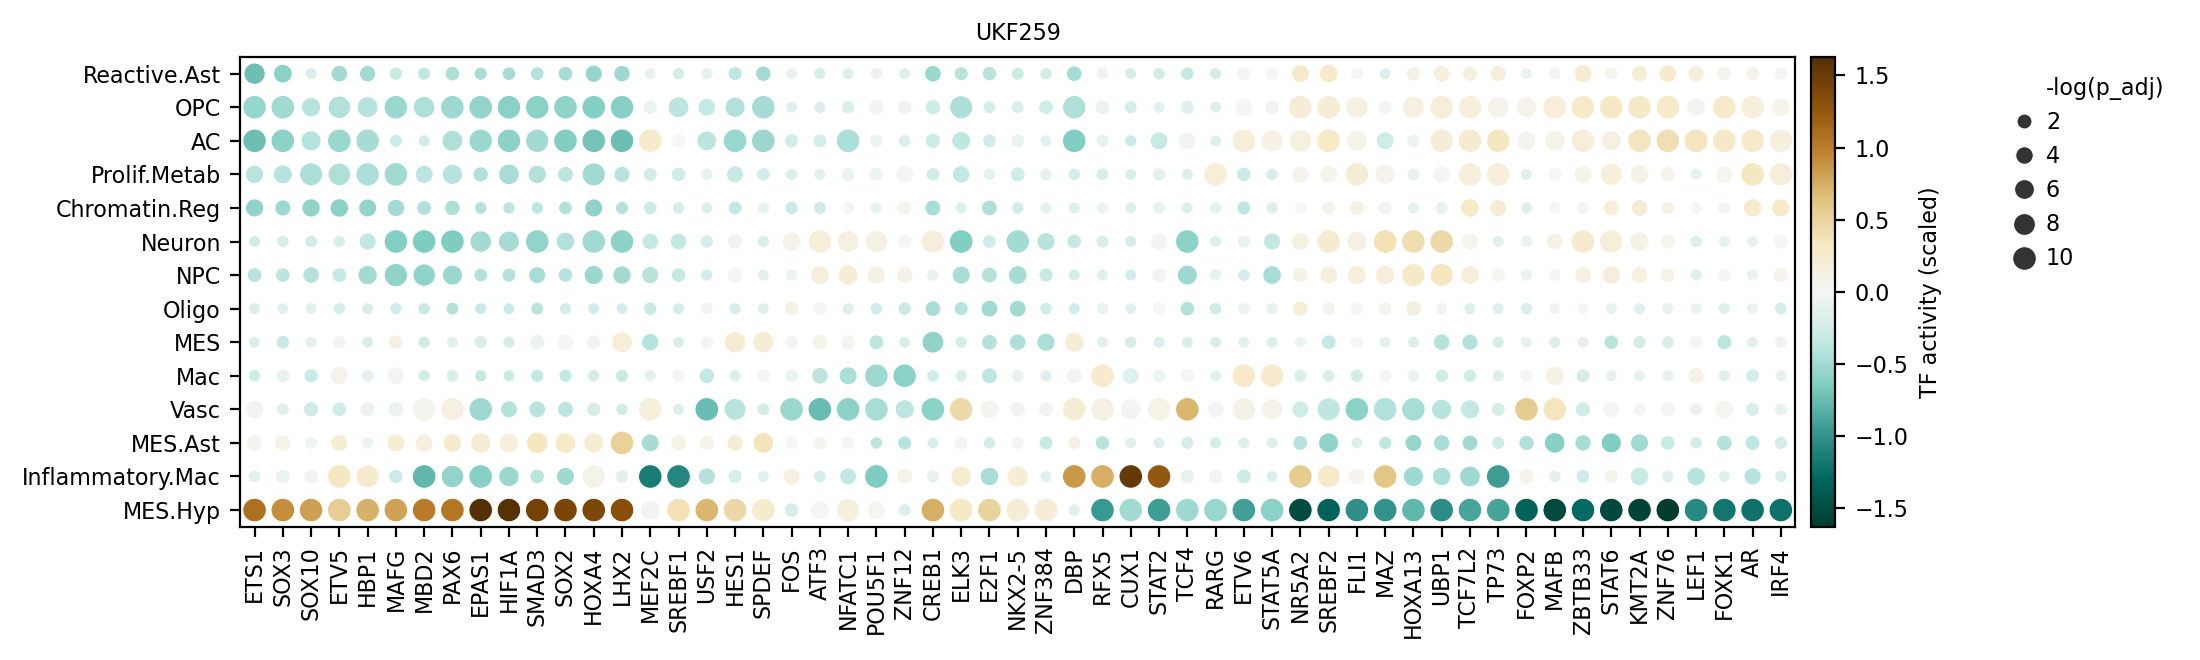 UKF259
Reactive.Ast
OPC
AC
Prolif.Metab
Chromatin.Reg
Neuron
NPC
Oligo
MES
Mac
Vasc
MES.Ast
Inflammatory.Mac
MES.Hyp
ETS1
SOX3
SOX10
ETV5
HBP1
MAFG
MBD2
PAX6
EPAS1
HIF1A
SMAD3
SOX2
HOXA4
LHX2
MEF2C
SREBF1
USF2
HES1
SPDEF
FOS
ATF3
NFATC1
POU5F1
ZNF12
CREB1
ELK3
E2F1
NKX2-5
ZNF384
DBP
RFX5
CUX1
STAT2
TCF4
RARG
ETV6
STAT5A
NR5A2
SREBF2
FLI1
MAZ
HOXA13
UBP1
TCF7L2
TP73
FOXP2
MAFB
ZBTB33
STAT6
KMT2A
ZNF76
LEF1
FOXK1
AR
IRF4
1.5
1.0
0.5
0.0
−0.5
−1.0
−1.5
TF activity (scaled)
-log(p_adj)
2
4
6
8
10